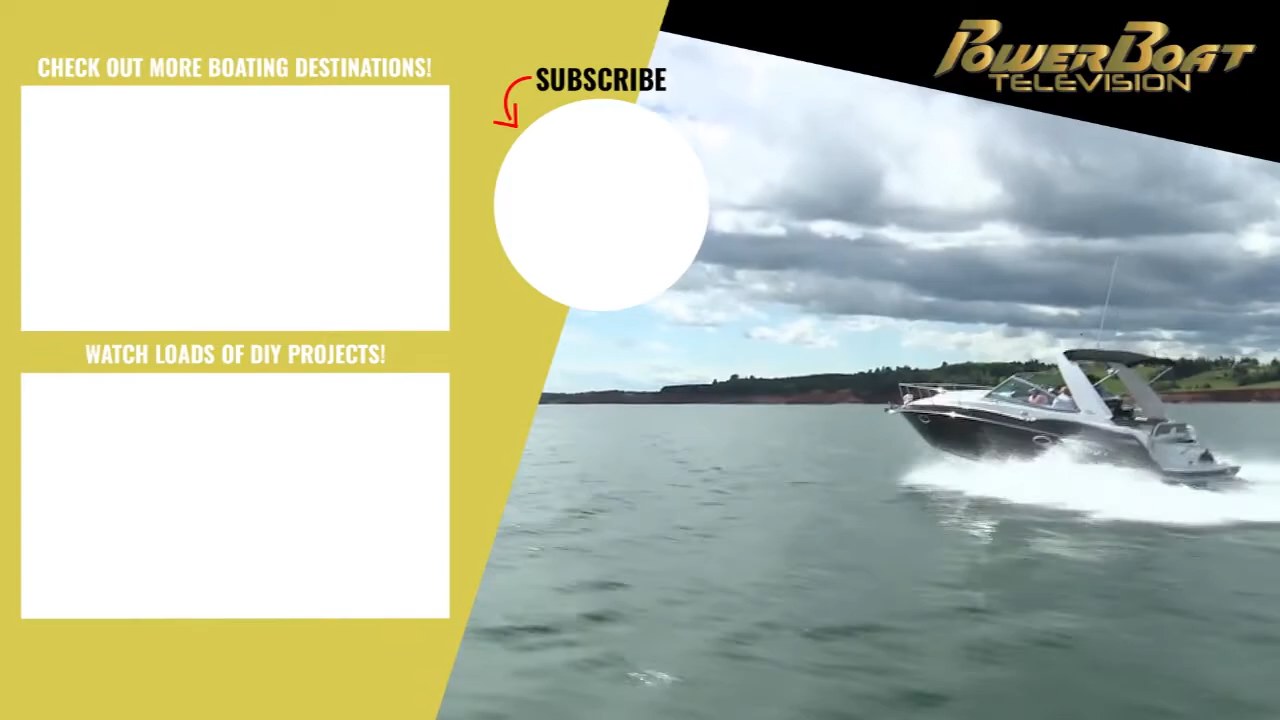 POWERBOAT
TELEVISION
CHECK OUT MORE BOATING DESTINATIONS!
SUBSCRIBE
WATCH LOADS OF DIY PROJECTS!